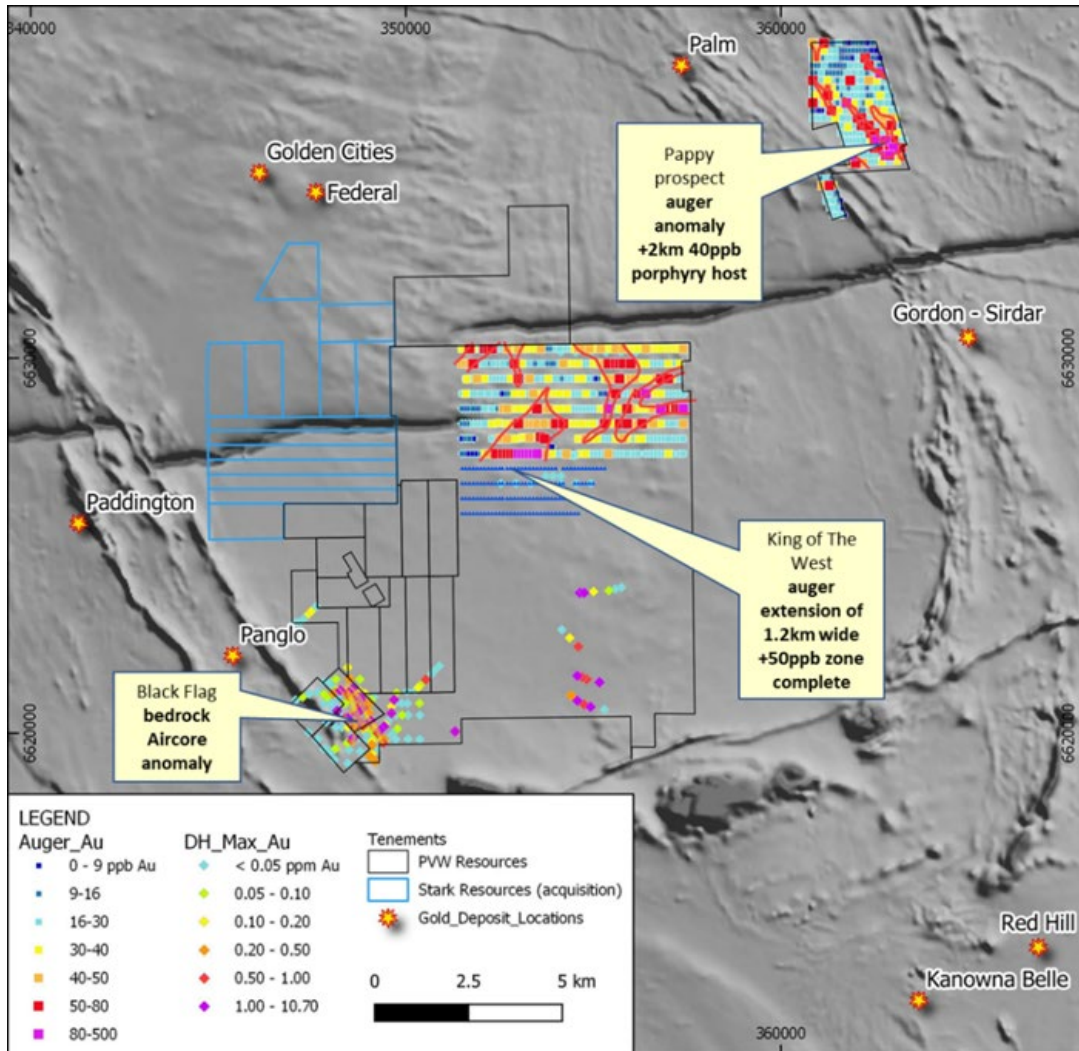 340000
350000
360000
Palm
Golden Cities
Federal
Pappy
prospect
auger
anomaly
+2km 40ppb
porphyry host
Gordon - Sirdar
6630000
6630000
Paddington
King of The
West
auger
extension of
1.2km wide
+50ppb zone
complete
Panglo
Black Flag
bedrock
Aircore
anomaly
6620000
6620000
LEGEND
Auger_Au
0 - 9 ppb Au
9-16
16-30
30-40
40-50
50-80
80-500
DH_Max_Au
< 0.05 ppm Au
0.05 - 0.10
0.10 - 0.20
0.20 - 0.50
0.50 - 1.00
1.00 - 10.70
Tenements
PVW Resources
Stark Resources (acquisition)
Gold_Deposit_Locations
0 2.5 5 km
Red Hill
Kanowna Belle
360000